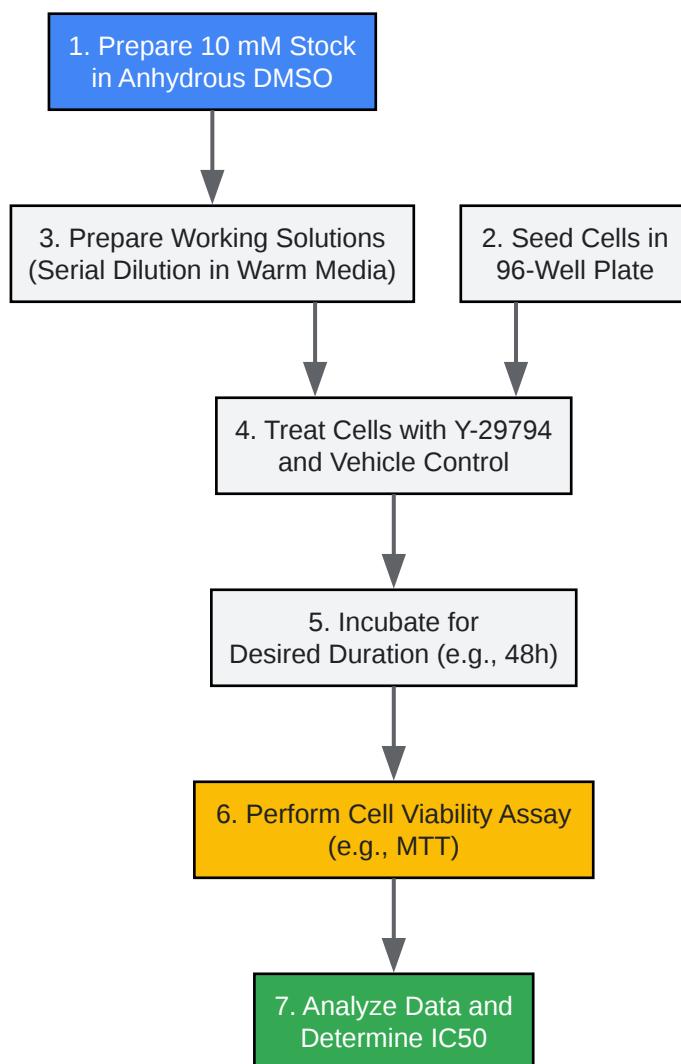 1. Prepare 10 mM Stock
in Anhydrous DMSO
3. Prepare Working Solutions
(Serial Dilution in Warm Media)
2. Seed Cells in
96-Well Plate
4. Treat Cells with Y-29794
and Vehicle Control
5. Incubate for
Desired Duration (e.g., 48h)
6. Perform Cell Viability Assay
(e.g., MTT)
7. Analyze Data and
Determine IC50